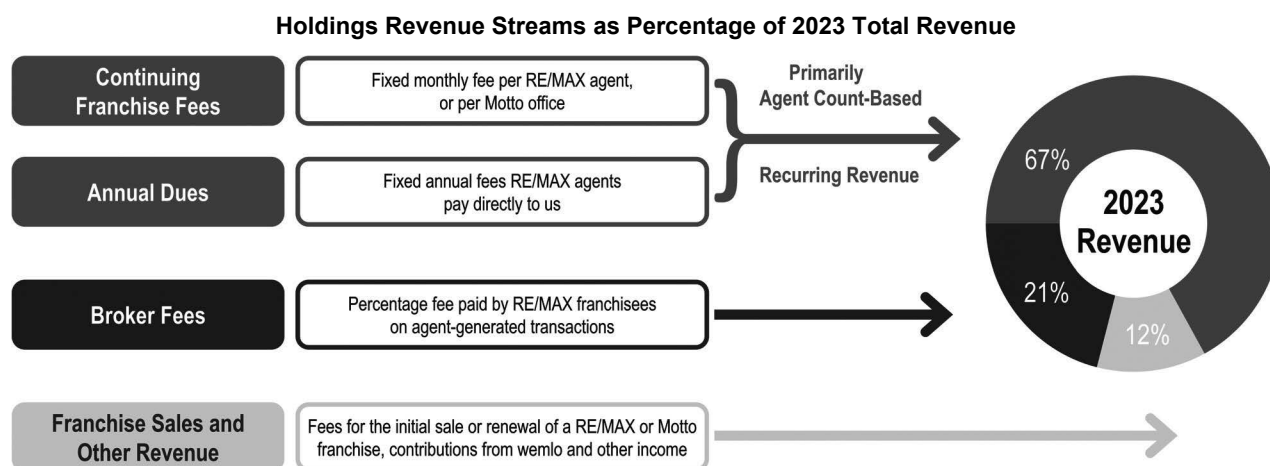 Holdings Revenue Streams as Percentage of 2023 Total Revenue
Continuing
Franchise Fees
Fixed monthly fee per RE/MAX agent,
or per Motto office
Primarily
Agent Count-Based
Annual Dues
Fixed annual fees RE/MAX agents
pay directly to us
Recurring Revenue
67%
2023
Revenue
21%
12%
Broker Fees
Percentage fee paid by RE/MAX franchisees
on agent-generated transactions
Franchise Sales and
Other Revenue
Fees for the initial sale or renewal of a RE/MAX or Motto
franchise, contributions from wemlo and other income